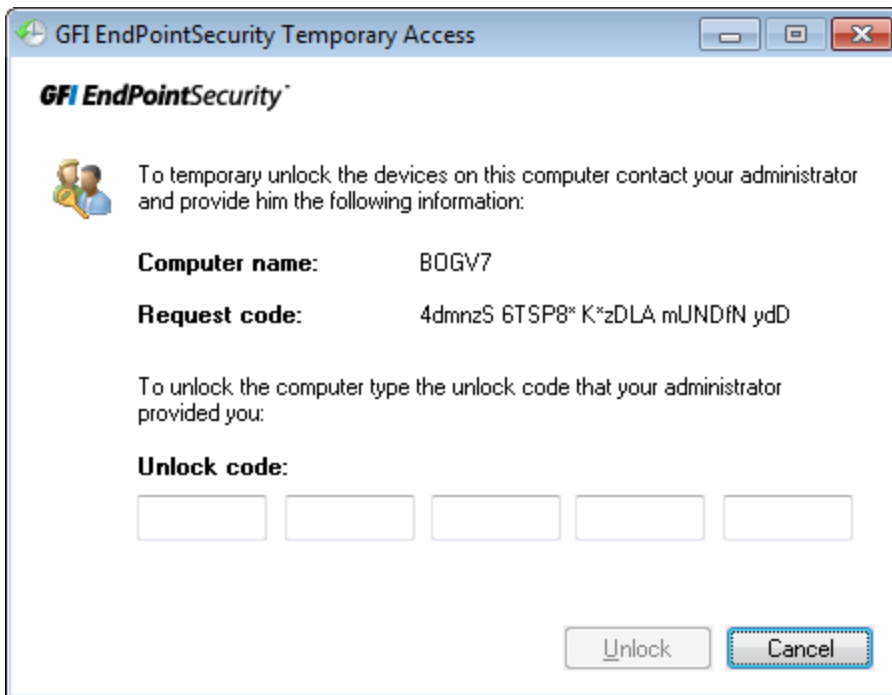 GFI EndPointSecurity Temporary Access
GFI EndPointSecurity™
To temporary unlock the devices on this computer contact your administrator
and provide him the following information:
Computer name: BOGV7
Request code: 4dmnzS 6TSP8* K*zDLA mUNDfN ydD
To unlock the computer type the unlock code that your administrator
provided you:
Unlock code:
Unlock Cancel